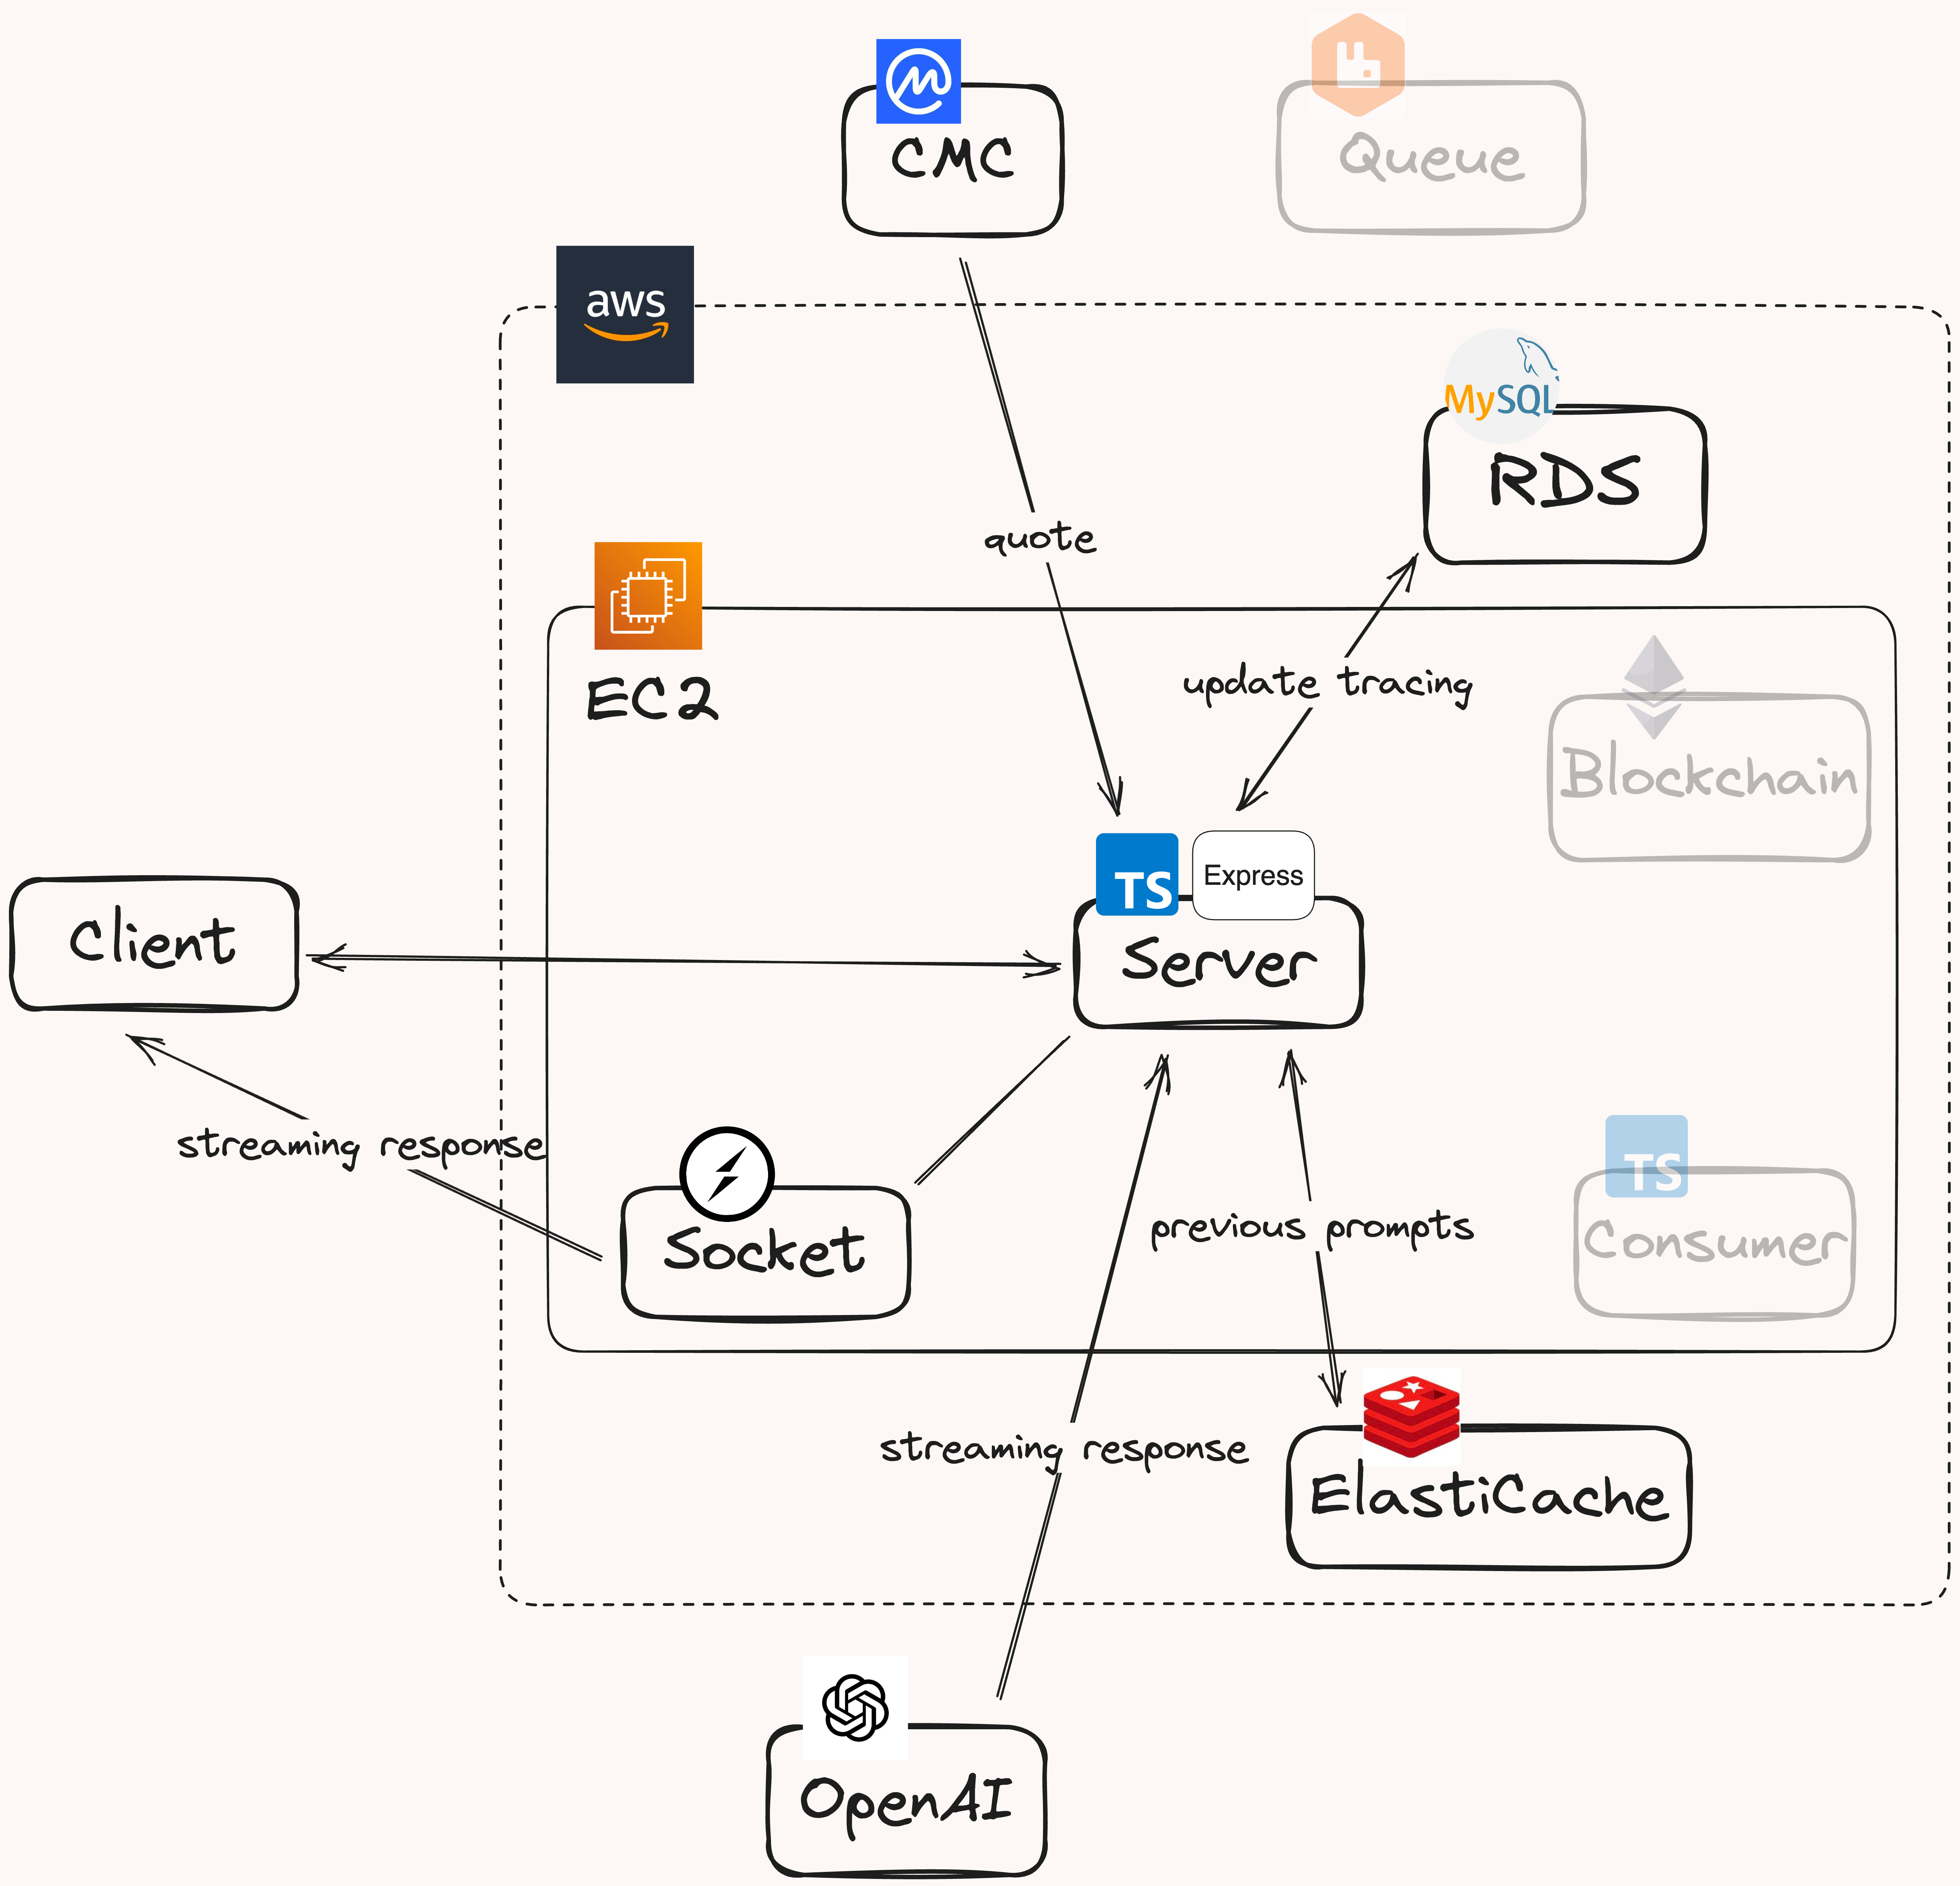 CMC
Queue
aws
MySQL
RDS
quote
EC2
update tracing
Blockchain
TS
Express
Client
Server
streaming response
TS
Socket
previous prompts
Consumer
streaming response
ElastiCache
OpenAI